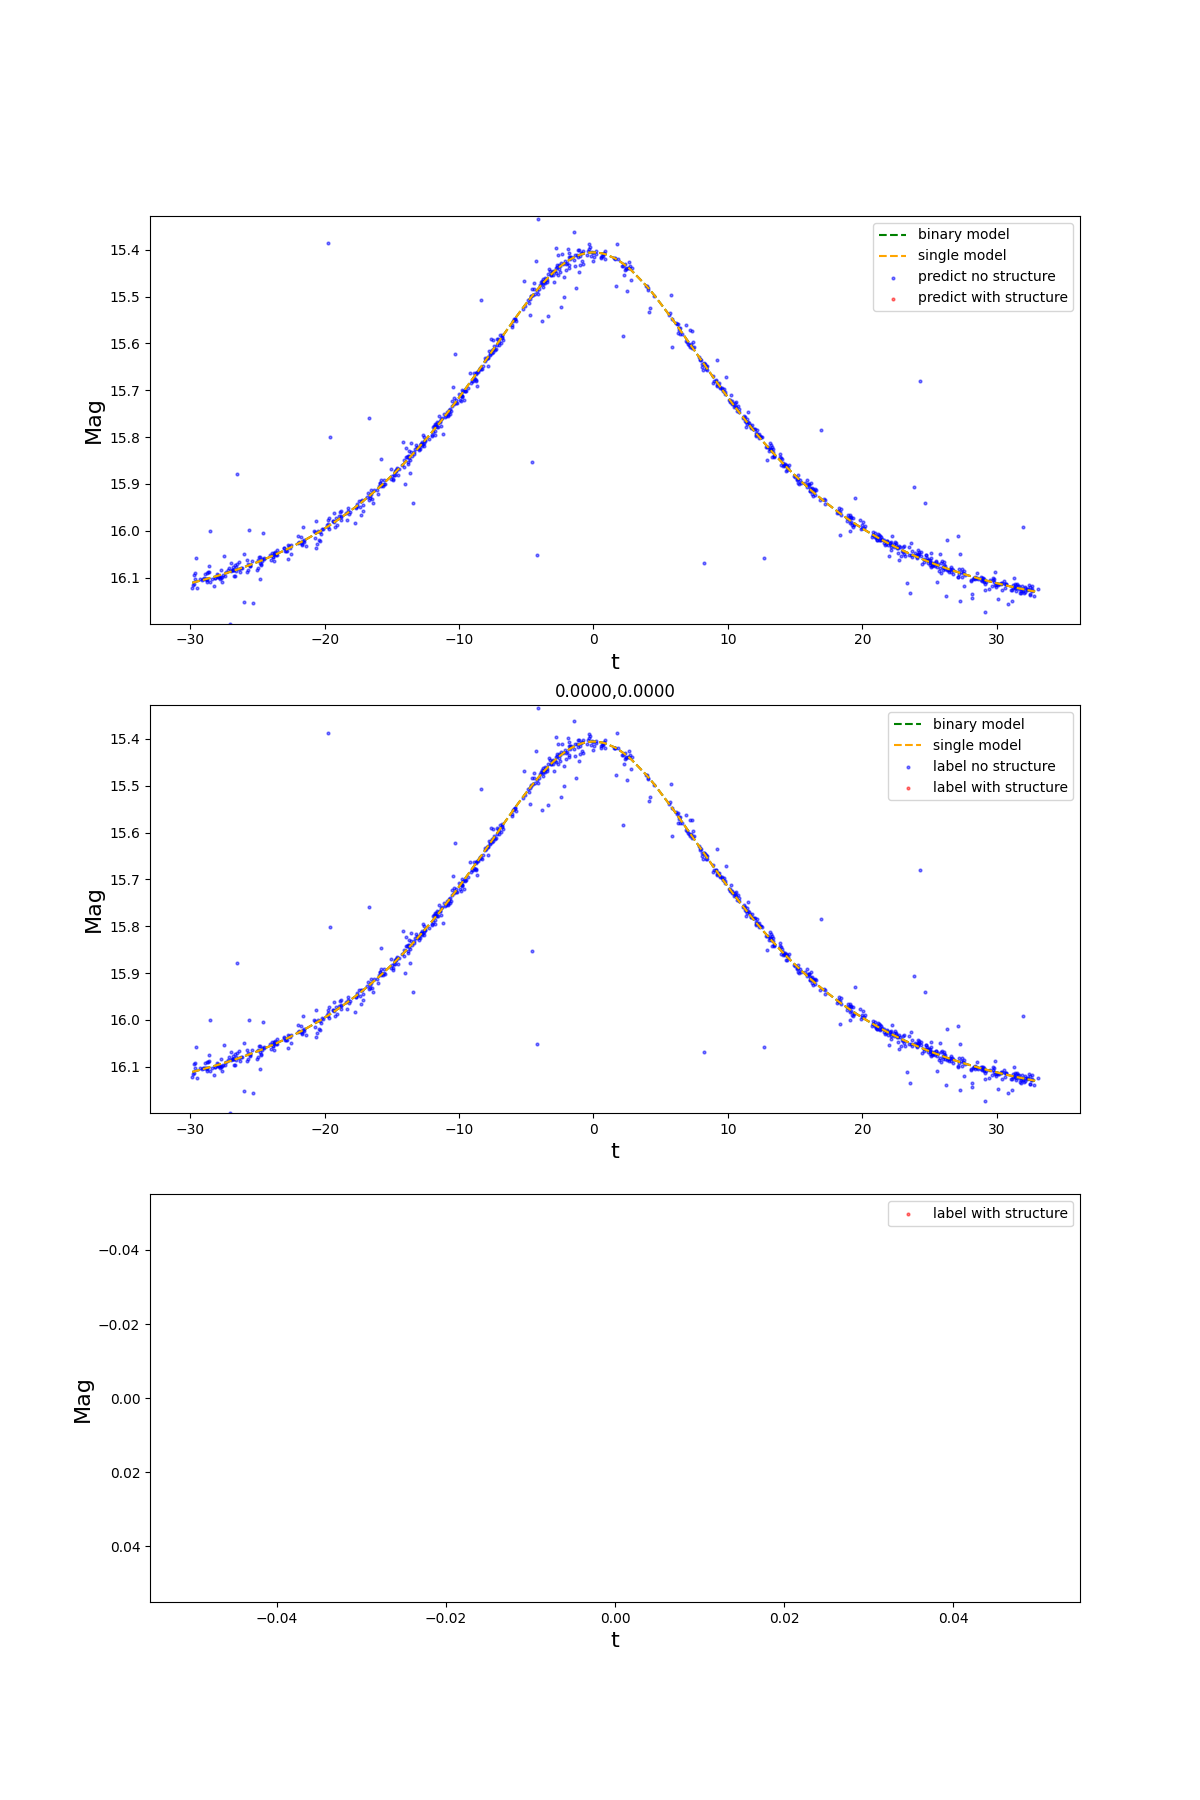 binary model
single model
predict no structure
predict with structure
15.4
15.5
15.6
15.7
15.8
15.9
16.0
16.1
Mag
−30
−20
−10
0
10
20
30
t
0.0000,0.0000
binary model
single model
label no structure
label with structure
15.4
15.5
15.6
15.7
15.8
15.9
16.0
16.1
Mag
−30
−20
−10
0
10
20
30
t
label with structure
−0.04
−0.02
0.00
0.02
0.04
Mag
−0.04
−0.02
0.00
0.02
0.04
t